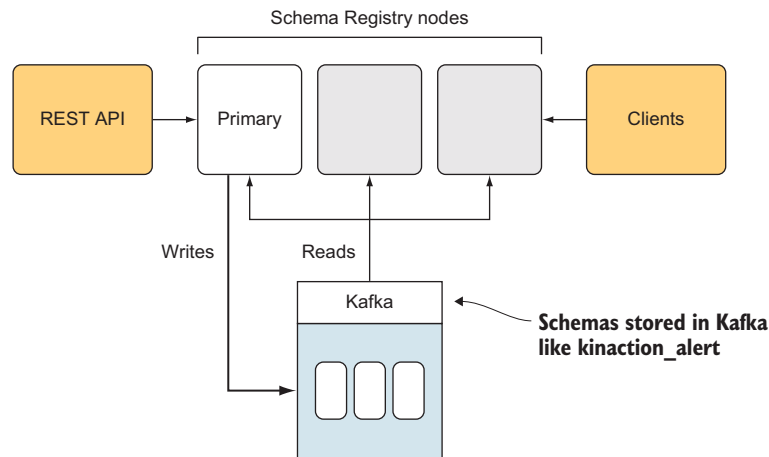 Schema Registry nodes
REST API
Primary
Clients
Writes
Reads
Kafka
Schemas stored in Kafka
like kinaction_alert